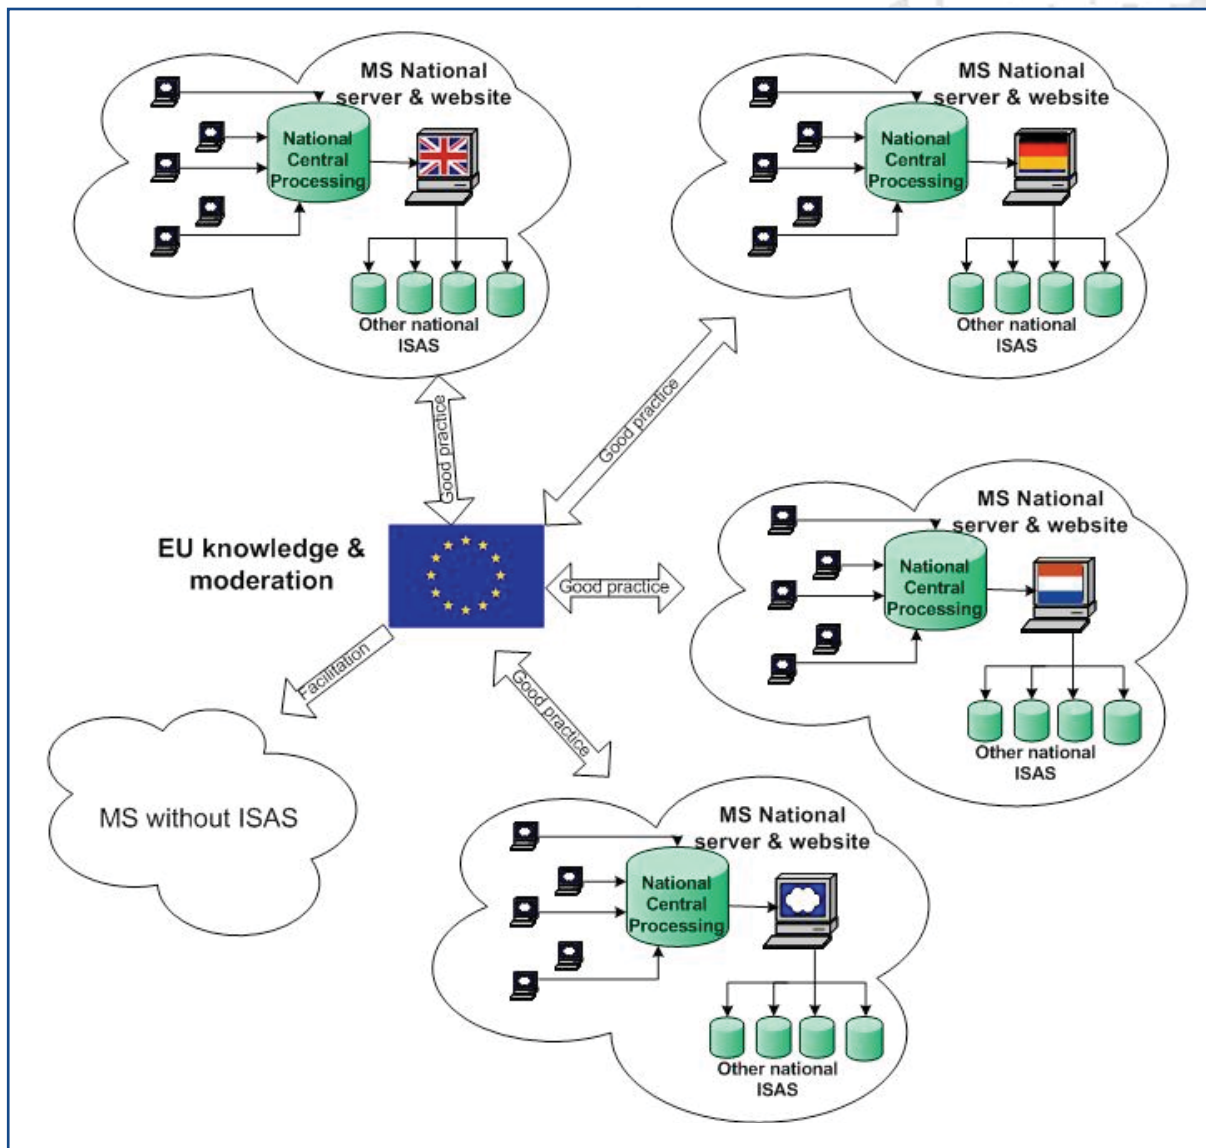 MS National
server & website
National
Central
Processing
Other national
ISAS
MS National
server & website
National
Central
Processing
Other national
ISAS
Good practice
Good practice
EU knowledge &
moderation
Good practice
MS National
server & website
National
Central
Processing
Other national
ISAS
Facilitation
Good practice
MS without ISAS
MS National
server & website
National
Central
Processing
Other national
ISAS